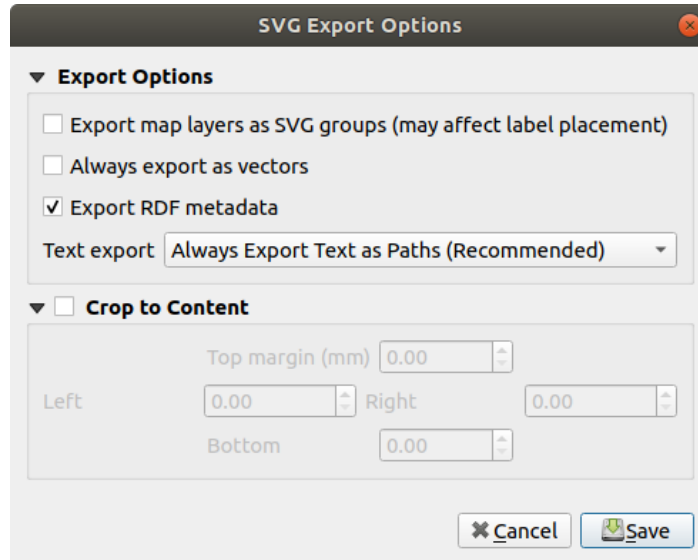 SVG Export Options
Export Options
Export map layers as SVG groups (may affect label placement)
Always export as vectors
Export RDF metadata
Text export Always Export Text as Paths (Recommended)
Crop to Content
Top margin (mm) 0.00
Left 0.00 Right 0.00
Bottom 0.00
Cancel Save